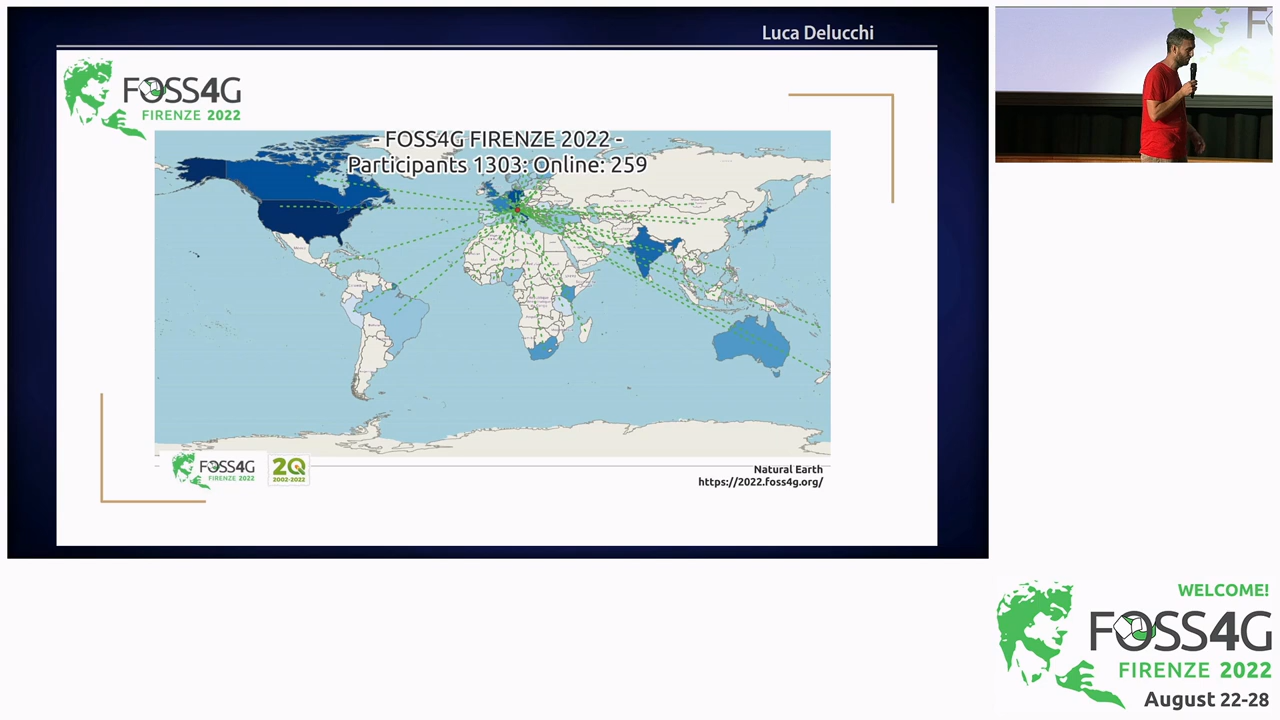 Luca Delucchi
FOSS4G
FIRENZE 2022
- FOSS4G FIRENZE 2022 -
Participants 1303: Online: 259
FOSS4G
FIRENZE 2022
2Q
2002-2022
Natural Earth
https://2022.foss4g.org/
F
WELCOME!
FOSS4G
FIRENZE 2022
August 22-28